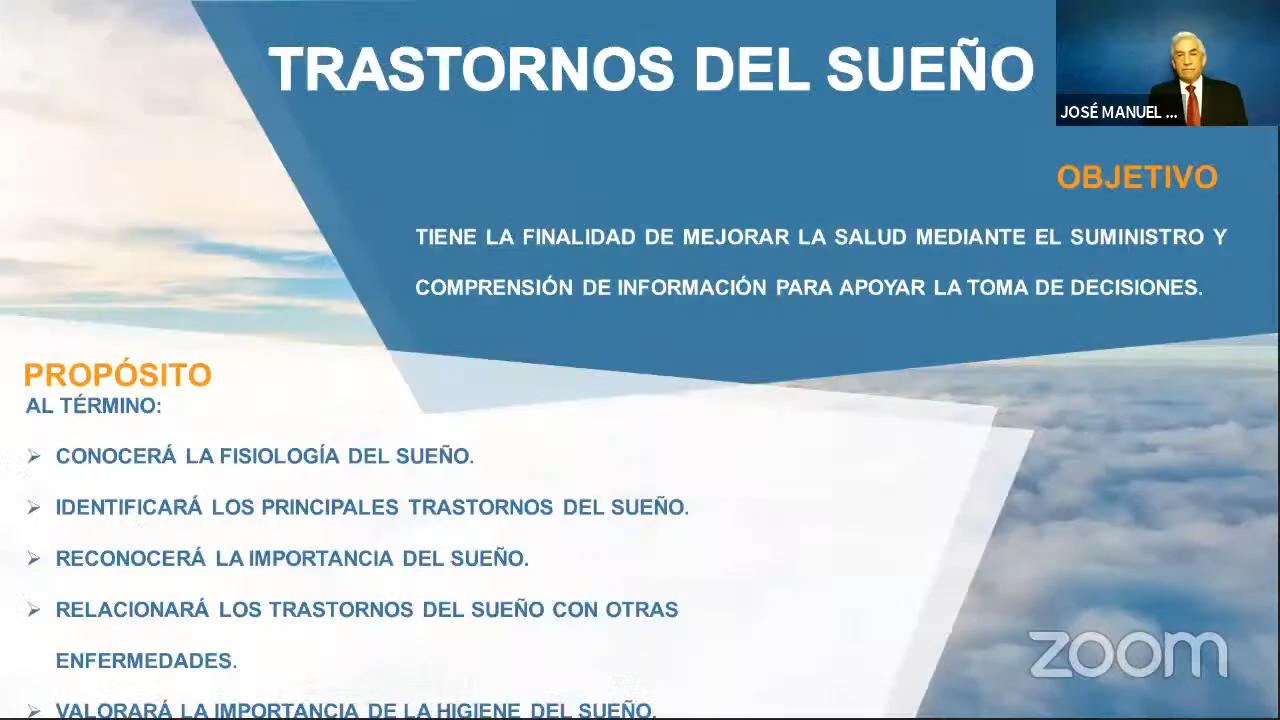 TRASTORNOS DEL SUEÑO
JOSÉ MANUEL ...
OBJETIVO
TIENE LA FINALIDAD DE MEJORAR LA SALUD MEDIANTE EL SUMINISTRO Y
COMPRENSIÓN DE INFORMACIÓN PARA APOYAR LA TOMA DE DECISIONES.
PROPÓSITO
AL TÉRMINO:
➢ CONOCERÁ LA FISIOLOGÍA DEL SUEÑO.
➢ IDENTIFICARÁ LOS PRINCIPALES TRASTORNOS DEL SUEÑO.
➢ RECONOCERÁ LA IMPORTANCIA DEL SUEÑO.
➢ RELACIONARÁ LOS TRASTORNOS DEL SUEÑO CON OTRAS
ENFERMEDADES.
➢ VALORARÁ LA IMPORTANCIA DE LA HIGIENE DEL SUEÑO.
zoom